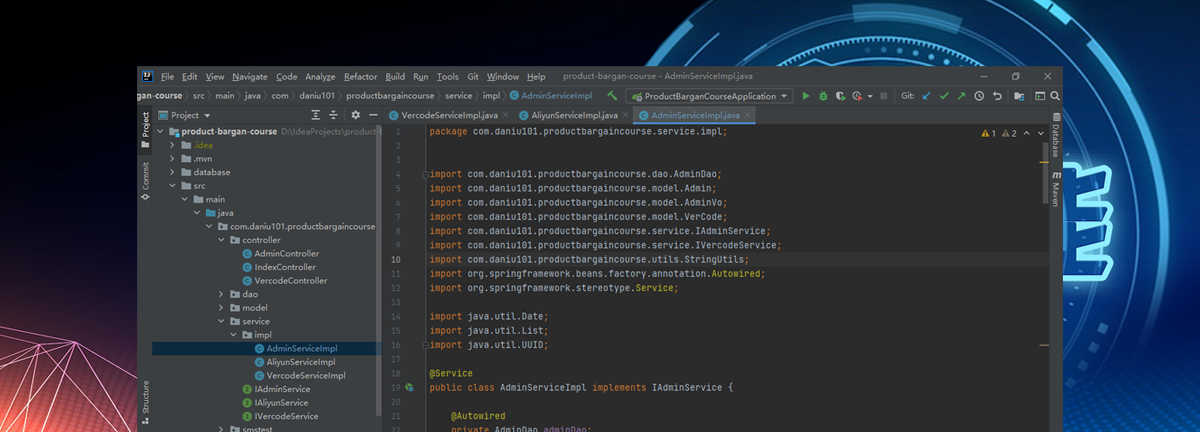 IJ File Edit View Navigate Code Analyze Refactor Build Run Tools Git Window Help product-bargan-course - AdminServiceImpl.java
gan-course src main java com daniu101 productbargaincourse service impl AdminServiceImpl ProductBarganCourseApplication Git:
Project VercodeServiceImpl.java AliyunServiceImpl.java AdminServiceImpl.java
Project
Commit
Structure
product-bargan-course D:\IdeaProjects\product-b
.idea
.mvn
database
src
main
java
com.daniu101.productbargaincourse
controller
AdminController
IndexController
VercodeController
dao
model
service
impl
AdminServiceImpl
AliyunServiceImpl
VercodeServiceImpl
IAdminService
IAliyunService
IVercodeService
smstest
1 package com.daniu101.productbargaincourse.service.impl;
2
3
4 import com.daniu101.productbargaincourse.dao.AdminDao;
5 import com.daniu101.productbargaincourse.model.Admin;
6 import com.daniu101.productbargaincourse.model.AdminVo;
7 import com.daniu101.productbargaincourse.model.VerCode;
8 import com.daniu101.productbargaincourse.service.IAdminService;
9 import com.daniu101.productbargaincourse.service.IVercodeService;
10 import com.daniu101.productbargaincourse.utils.StringUtils;
11 import org.springframework.beans.factory.annotation.Autowired;
12 import org.springframework.stereotype.Service;
13
14 import java.util.Date;
15 import java.util.List;
16 import java.util.UUID;
17
18 @Service
19 public class AdminServiceImpl implements IAdminService {
20
21 @Autowired
22 private AdminDao adminDao;
1 2
Database
m Maven